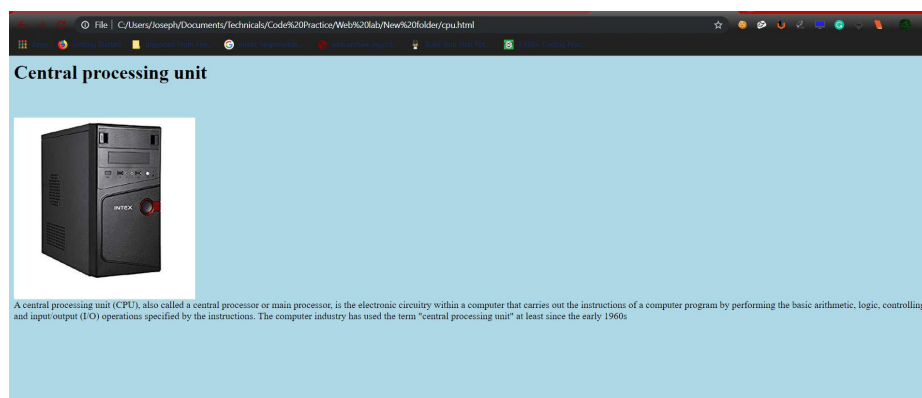 File | C:/Users/Joseph/Documents/Technicals/Code%20Practice/Web%20lab/New%20folder/cpu.html
Central processing unit
INTEX
A central processing unit (CPU), also called a central processor or main processor, is the electronic circuitry within a computer that carries out the instructions of a computer program by performing the basic arithmetic, logic, controlling
and input/output (I/O) operations specified by the instructions. The computer industry has used the term "central processing unit" at least since the early 1960s